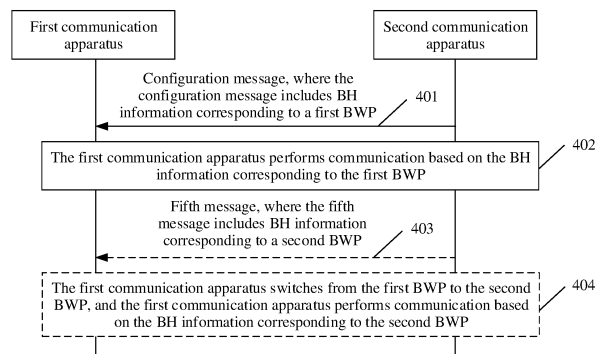 First communication
apparatus
Second communication
apparatus
Configuration message, where the
configuration message includes BH
information corresponding to a first BWP
401
The first communication apparatus performs communication based on the BH
information corresponding to the first BWP
402
Fifth message, where the fifth
message includes BH information
corresponding to a second BWP
403
The first communication apparatus switches from the first BWP to the second
BWP, and the first communication apparatus performs communication based
on the BH information corresponding to the second BWP
404